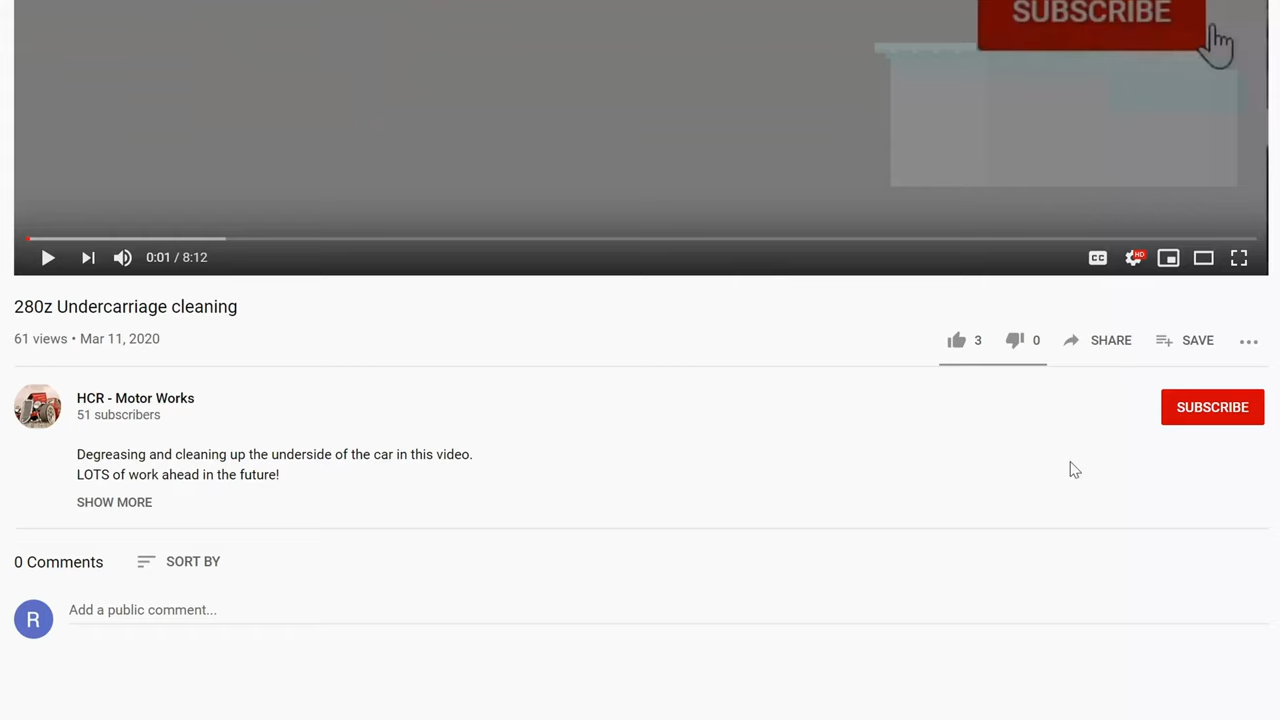 SUBSCRIBE
0:01 / 8:12
CC
HD
280z Undercarriage cleaning
61 views • Mar 11, 2020
3
0
SHARE
SAVE
HCR - Motor Works
51 subscribers
SUBSCRIBE
Degreasing and cleaning up the underside of the car in this video.
LOTS of work ahead in the future!
SHOW MORE
0 Comments
SORT BY
R
Add a public comment...